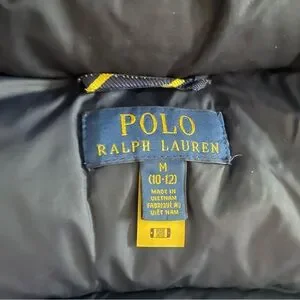 POLO
RALPH LAUREN
M
(10-12)
MADE IN
VIETNAM
FABRIQUÉ AU
VIET NAM